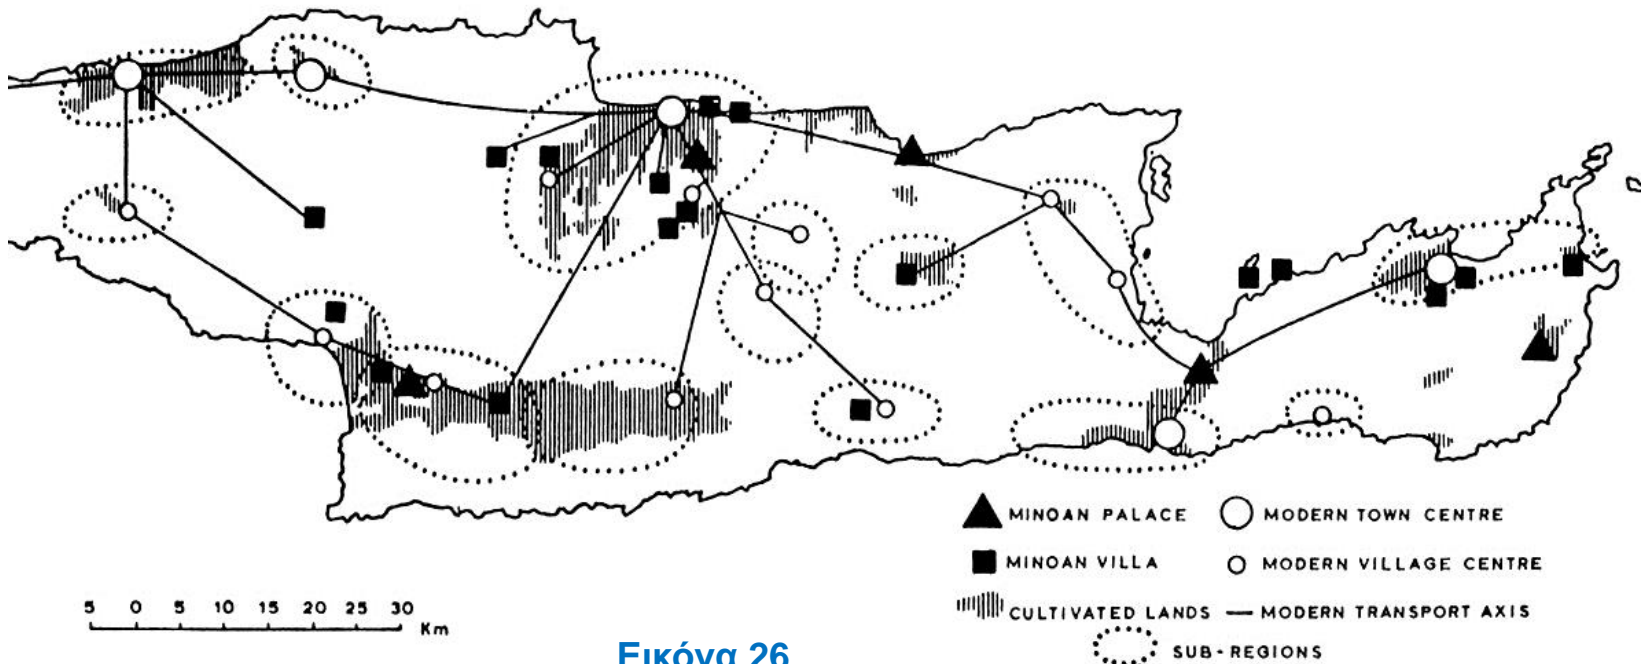 MINOAN PALACE
MODERN TOWN CENTRE
MINOAN VILLA
MODERN VILLAGE CENTRE
CULTIVATED LANDS
MODERN TRANSPORT AXIS
SUB-REGIONS
5 0 5 10 15 20 25 30
Km
Εικόνα 26